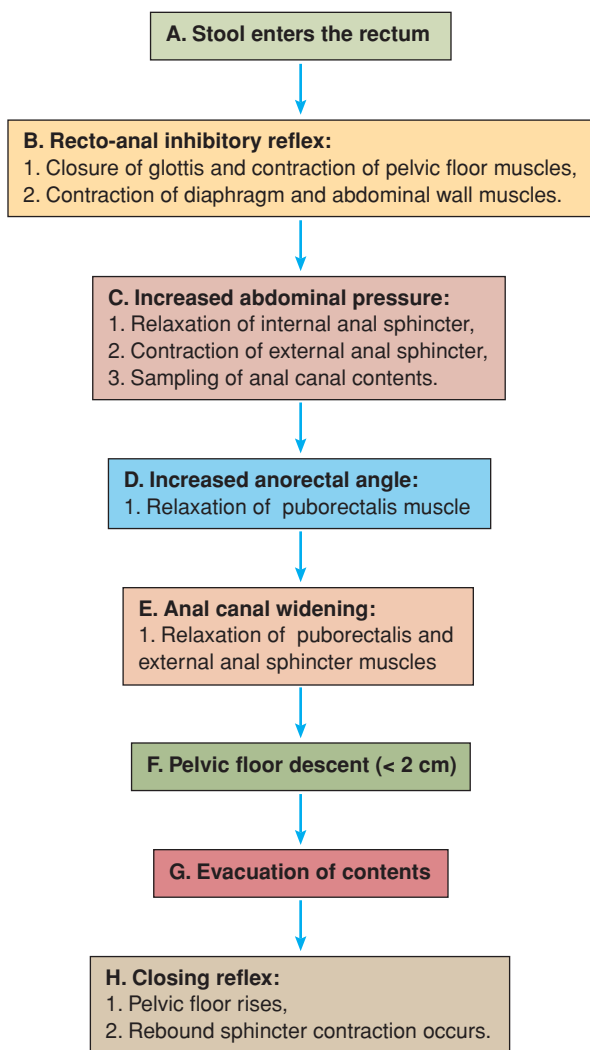 A. Stool enters the rectum
B. Recto-anal inhibitory reflex:
1. Closure of glottis and contraction of pelvic floor muscles,
2. Contraction of diaphragm and abdominal wall muscles.
C. Increased abdominal pressure:
1. Relaxation of internal anal sphincter,
2. Contraction of external anal sphincter,
3. Sampling of anal canal contents.
D. Increased anorectal angle:
1. Relaxation of puborectalis muscle
E. Anal canal widening:
1. Relaxation of puborectalis and
external anal sphincter muscles
F. Pelvic floor descent (< 2 cm)
G. Evacuation of contents
H. Closing reflex:
1. Pelvic floor rises,
2. Rebound sphincter contraction occurs.